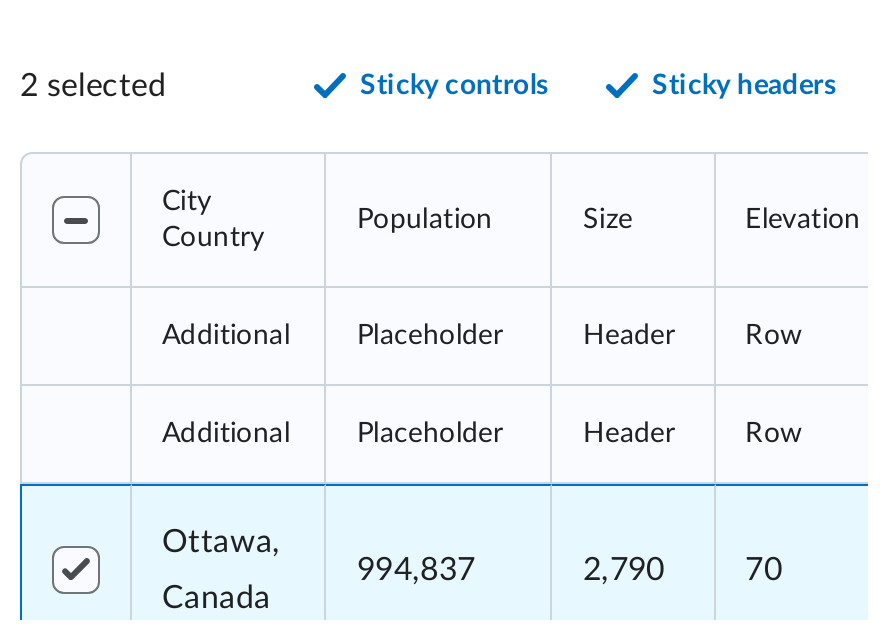 2 selected Sticky controls Sticky headers
City
Country
Population Size Elevation
Additional Placeholder Header Row
Additional Placeholder Header Row
Ottawa,
Canada
994,837 2,790 70